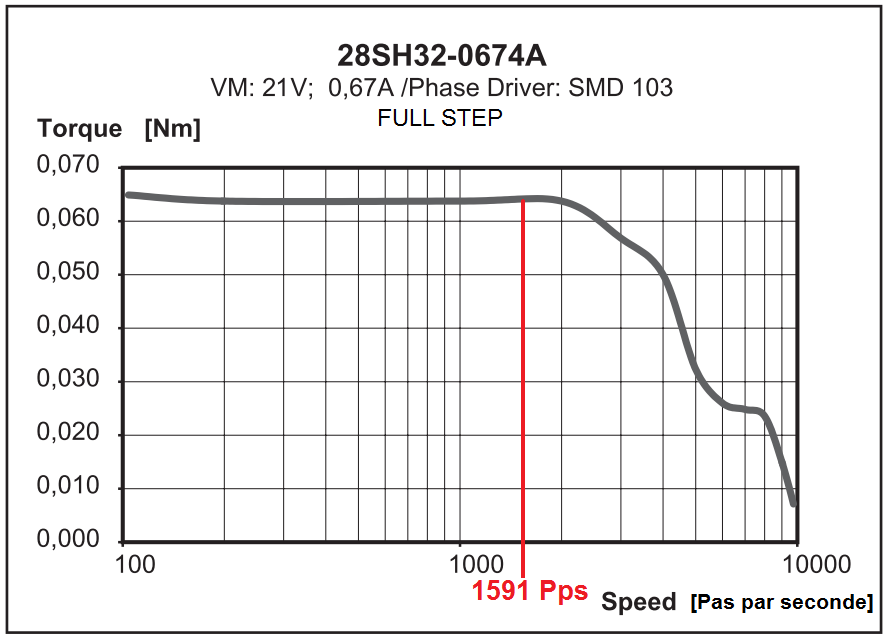 28SH32-0674A
VM: 21V; 0,67A /Phase Driver: SMD 103
FULL STEP
Torque [Nm]
0,070
0,060
0,050
0,040
0,030
0,020
0,010
0,000
100
1000
10000
1591 Pps
Speed [Pas par seconde]